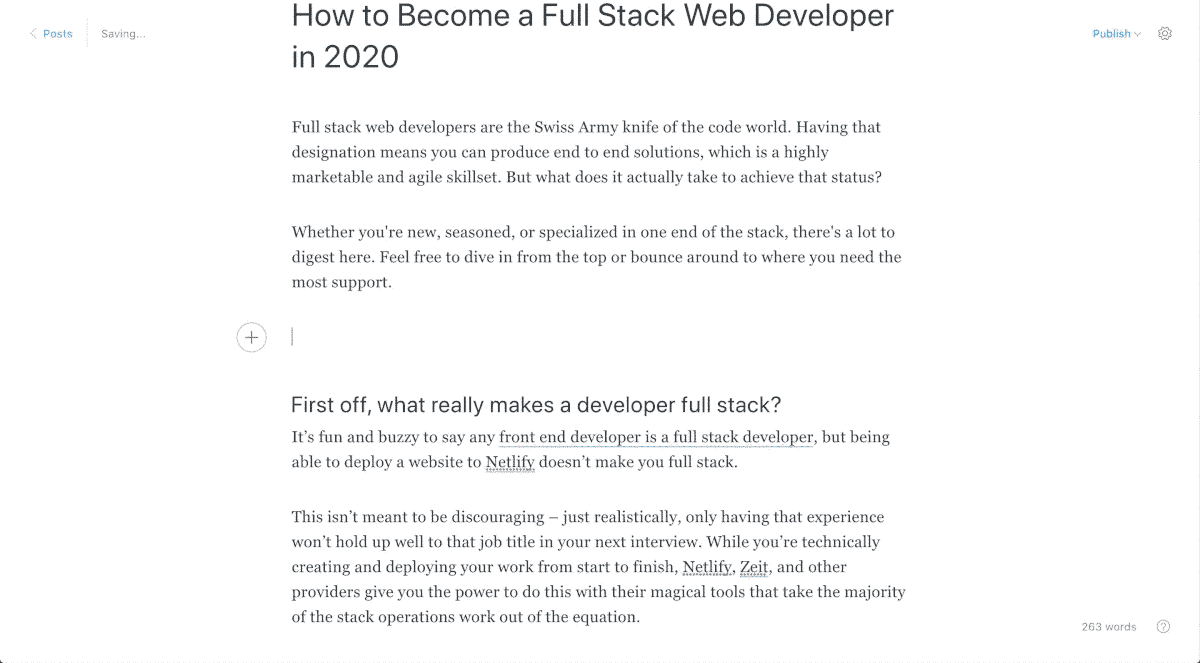 How to Become a Full Stack Web Developer
in 2020
Posts
Saving...
Publish
Full stack web developers are the Swiss Army knife of the code world. Having that
designation means you can produce end to end solutions, which is a highly
marketable and agile skillset. But what does it actually take to achieve that status?
Whether you're new, seasoned, or specialized in one end of the stack, there's a lot to
digest here. Feel free to dive in from the top or bounce around to where you need the
most support.
First off, what really makes a developer full stack?
It’s fun and buzzy to say any front end developer is a full stack developer, but being
able to deploy a website to Netlify doesn’t make you full stack.
This isn’t meant to be discouraging – just realistically, only having that experience
won’t hold up well to that job title in your next interview. While you’re technically
creating and deploying your work from start to finish, Netlify, Zeit, and other
providers give you the power to do this with their magical tools that take the majority
of the stack operations work out of the equation.
263 words
?